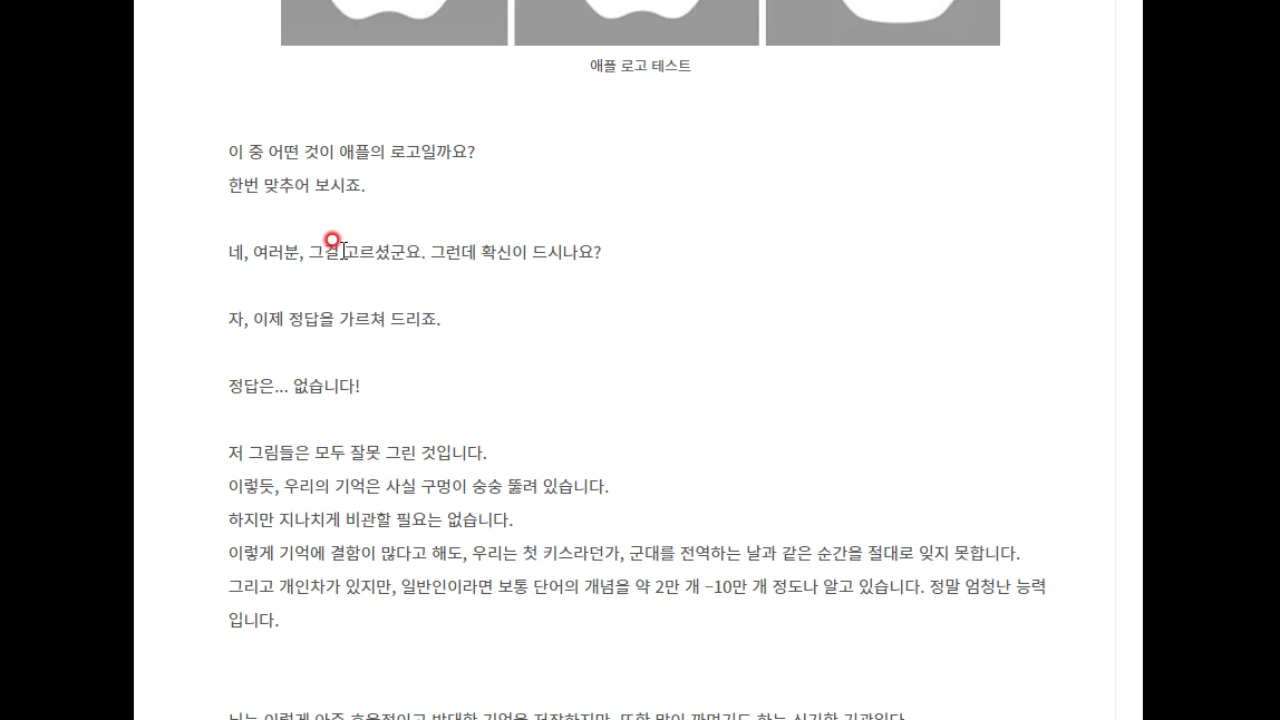 애플 로고 테스트
이 중 어떤 것이 애플의 로고일까요?
한번 맞추어 보시죠.
네, 여러분, 그걸 고르셨군요. 그런데 확신이 드시나요?
자, 이제 정답을 가르쳐 드리죠.
정답은... 없습니다!
저 그림들은 모두 잘못 그린 것입니다.
이렇듯, 우리의 기억은 사실 구멍이 숭숭 뚫려 있습니다.
하지만 지나치게 비관할 필요는 없습니다.
이렇게 기억에 결함이 많다고 해도, 우리는 첫 키스라던가, 군대를 전역하는 날과 같은 순간을 절대로 잊지 못합니다.
그리고 개인차가 있지만, 일반인이라면 보통 단어의 개념을 약 2만 개 –10만 개 정도나 알고 있습니다. 정말 엄청난 능력
입니다.